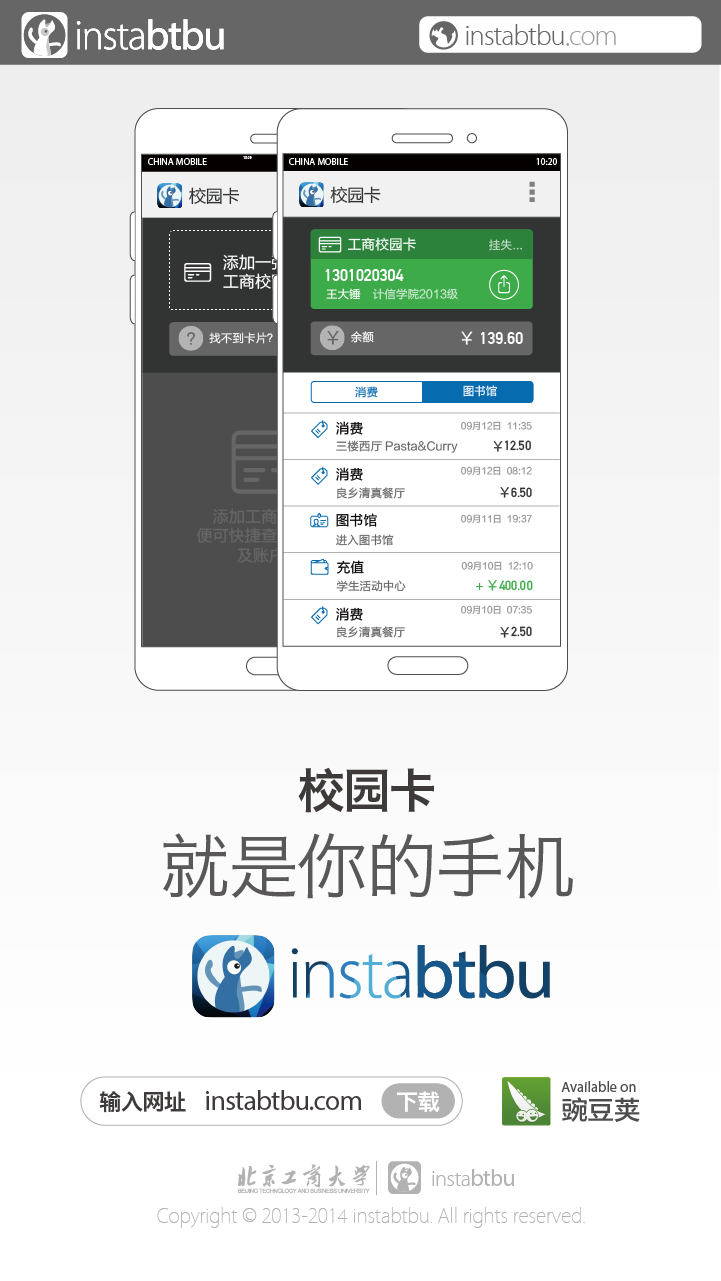 instabtbu
instabtbu.com
CHINA MOBILE
校园卡
添加一张
工商校
找不到卡片?
添加工商
便可快捷查
及账户
CHINA MOBILE 10:20
校园卡
工商校园卡 挂失...
1301020304
王大锤 计信学院2013级
余额 ¥ 139.60
消费 图书馆
消费 09月12日 11:35
三楼西厅 Pasta&Curry ¥12.50
消费 09月12日 08:12
良乡清真餐厅 ¥6.50
图书馆 09月11日 19:37
进入图书馆
充值 09月10日 12:10
学生活动中心 + ¥400.00
消费 09月10日 07:35
良乡清真餐厅 ¥2.50
校园卡
就是你的手机
instabtbu
输入网址 instabtbu.com 下载
Available on
豌豆荚
北京工商大学 instabtbu
BEIJING TECHNOLOGY AND BUSINESS UNIVERSITY
Copyright © 2013-2014 instabtbu. All rights reserved.